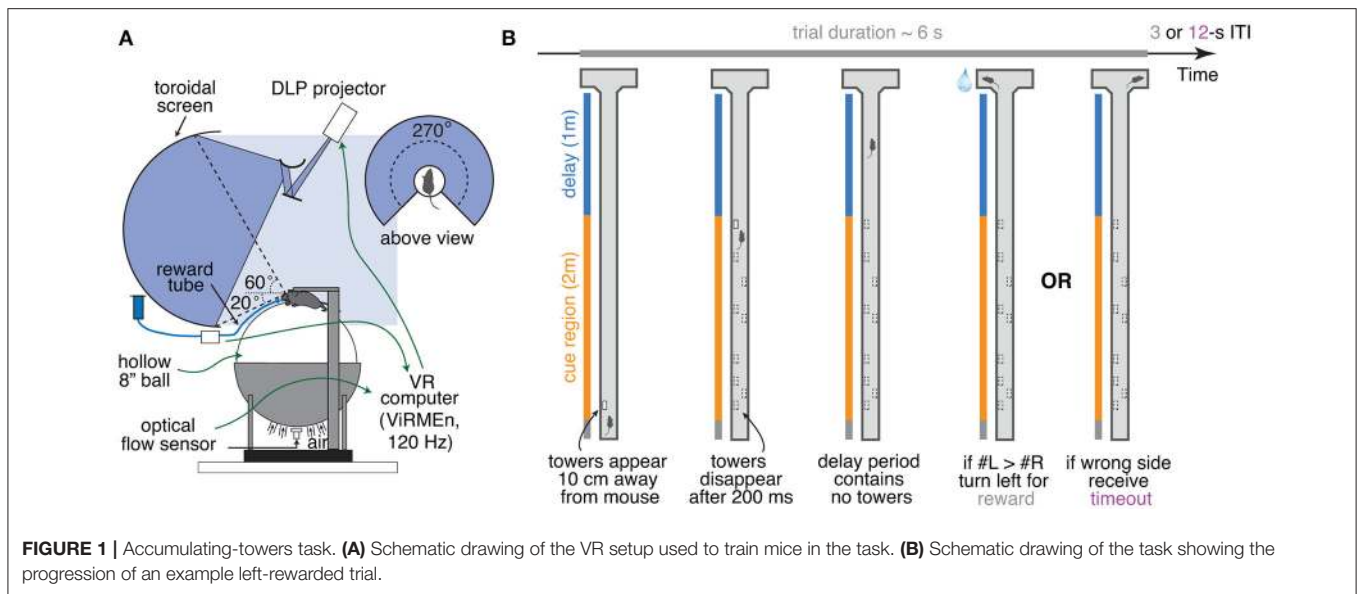 A
toroidal
screen
DLP projector
270°
above view
reward
tube
60°
20°
hollow
8" ball
optical
flow sensor
air
VR
computer
(ViRMEn,
120 Hz)
B
trial duration ~ 6 s
3 or 12-s ITI
Time
delay (1m)
cue region (2m)
OR
towers appear
10 cm away
from mouse
towers
disappear
after 200 ms
delay period
contains
no towers
if #L > #R
turn left for
reward
if wrong side
receive
timeout
FIGURE 1 | Accumulating-towers task. (A) Schematic drawing of the VR setup used to train mice in the task. (B) Schematic drawing of the task showing the
progression of an example left-rewarded trial.